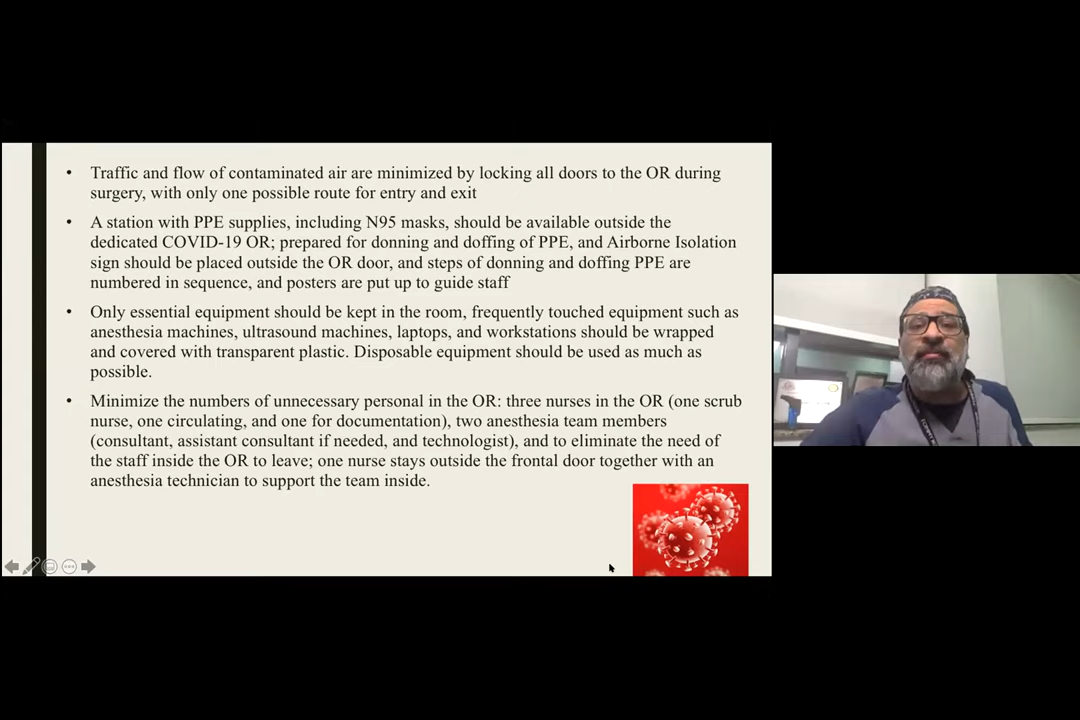 Traffic and flow of contaminated air are minimized by locking all doors to the OR during
surgery, with only one possible route for entry and exit
A station with PPE supplies, including N95 masks, should be available outside the
dedicated COVID-19 OR; prepared for donning and doffing of PPE, and Airborne Isolation
sign should be placed outside the OR door, and steps of donning and doffing PPE are
numbered in sequence, and posters are put up to guide staff
Only essential equipment should be kept in the room, frequently touched equipment such as
anesthesia machines, ultrasound machines, laptops, and workstations should be wrapped
and covered with transparent plastic. Disposable equipment should be used as much as
possible.
Minimize the numbers of unnecessary personal in the OR: three nurses in the OR (one scrub
nurse, one circulating, and one for documentation), two anesthesia team members
(consultant, assistant consultant if needed, and technologist), and to eliminate the need of
the staff inside the OR to leave; one nurse stays outside the frontal door together with an
anesthesia technician to support the team inside.